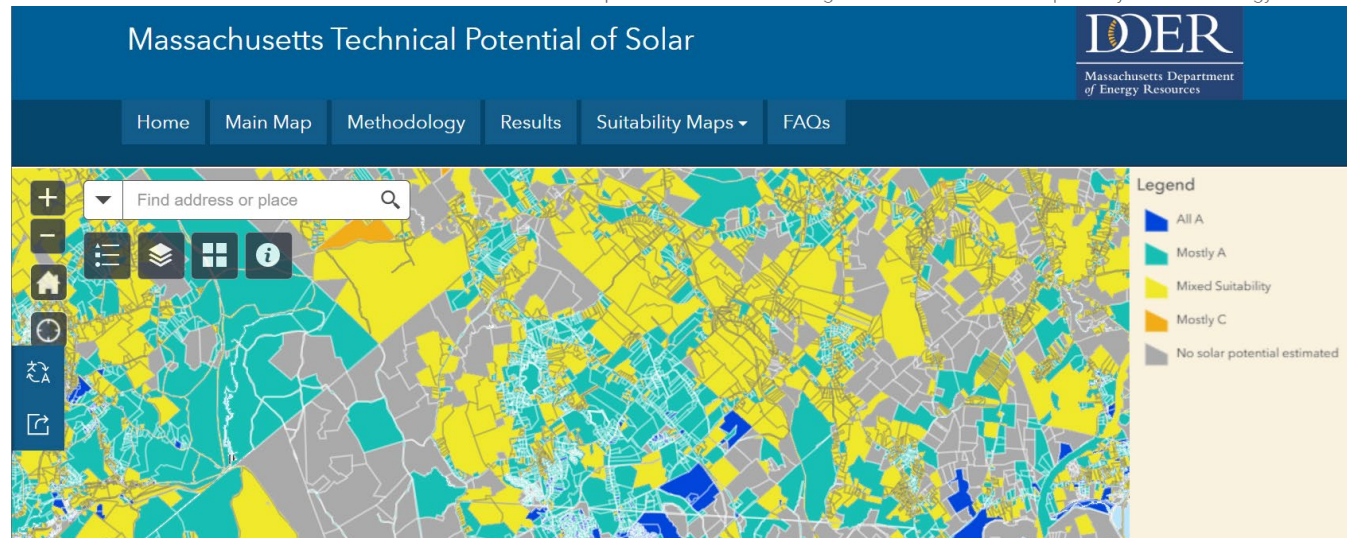 Massachusetts Technical Potential of Solar
DOER
Massachusetts Department
of Energy Resources
Home
Main Map
Methodology
Results
Suitability Maps
FAQs
Find address or place
Legend
All A
Mostly A
Mixed Suitability
Mostly C
No solar potential estimated